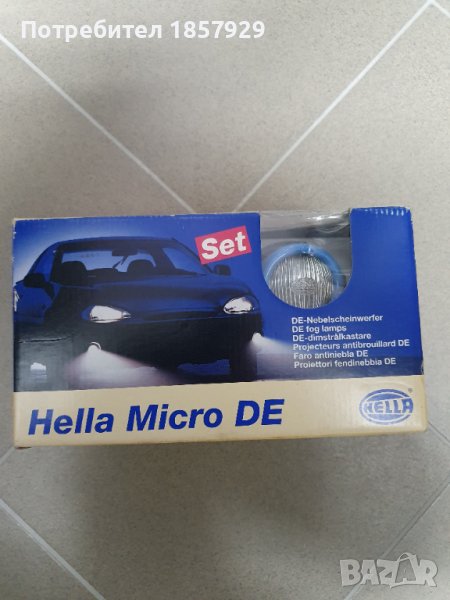 Потребител 1857929
Set
DE-Nebelscheinwerfer
DE fog lamps
DE-dimstrålkastare
Projecteurs antibrouillard DE
Faro antiniebla DE
Proiettori fendinebbia DE
Hella Micro DE
HELLA
BAZAR